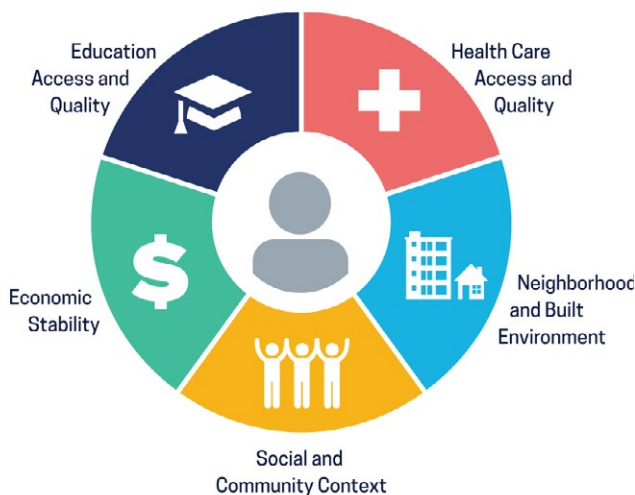 Education
Access and
Quality
Health Care
Access and
Quality
$
Economic
Stability
Neighborhood
and Built
Environment
Social and
Community Context